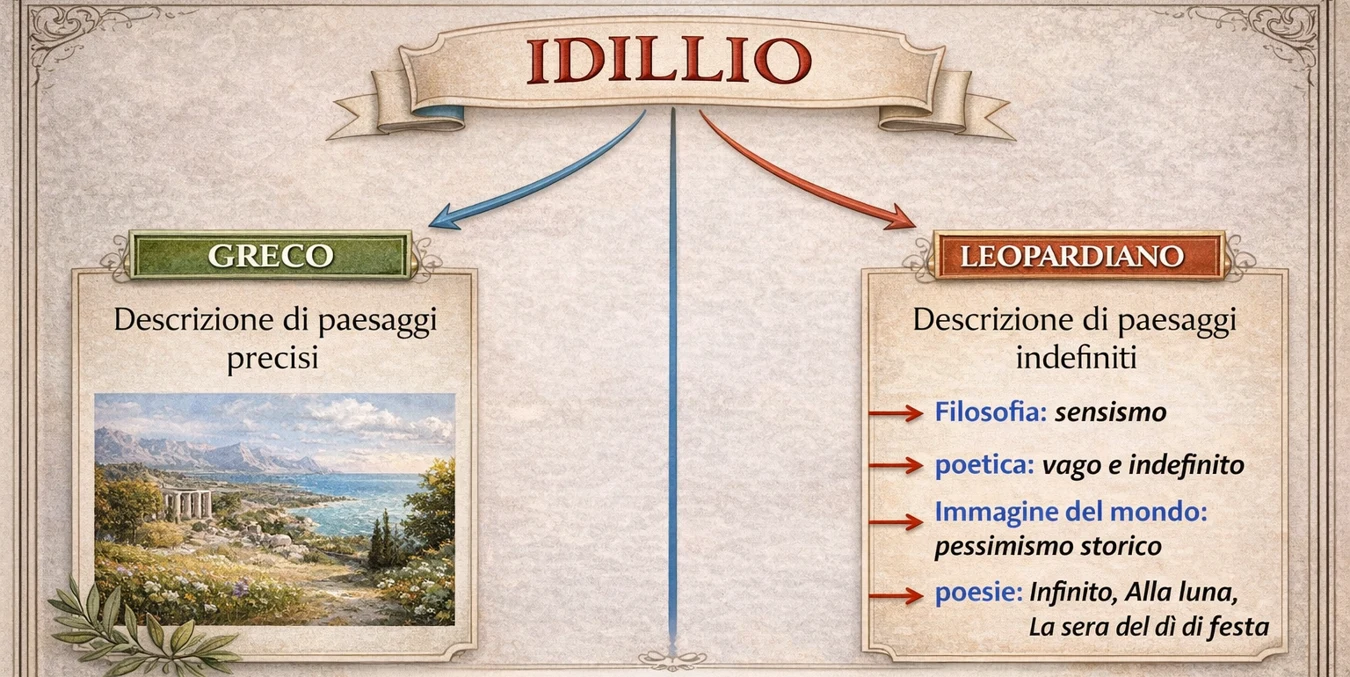 IDILLIO
GRECO
Descrizione di paesaggi
precisi
LEOPARDIANO
Descrizione di paesaggi
indefiniti
Filosofia: sensismo
poetica: vago e indefinito
Immagine del mondo:
pessimismo storico
poesie: Infinito, Alla luna,
La sera del dì di festa